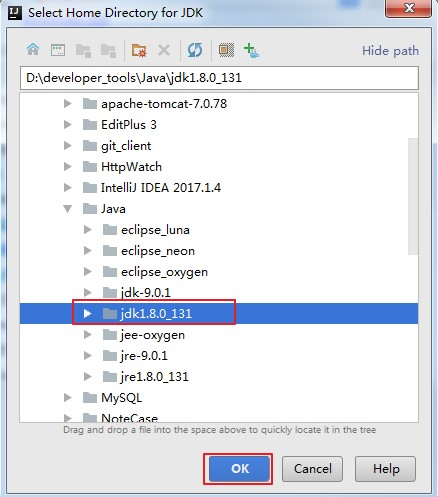 Select Home Directory for JDK
Hide path
D:\developer_tools\Java\jdk1.8.0_131
apache-tomcat-7.0.78
EditPlus 3
git_client
HttpWatch
IntelliJ IDEA 2017.1.4
Java
eclipse_luna
eclipse_neon
eclipse_oxygen
jdk-9.0.1
jdk1.8.0_131
jee-oxygen
jre-9.0.1
jre1.8.0_131
MySQL
NoteCase
Drag and drop a file into the space above to quickly locate it in the tree
OK
Cancel
Help